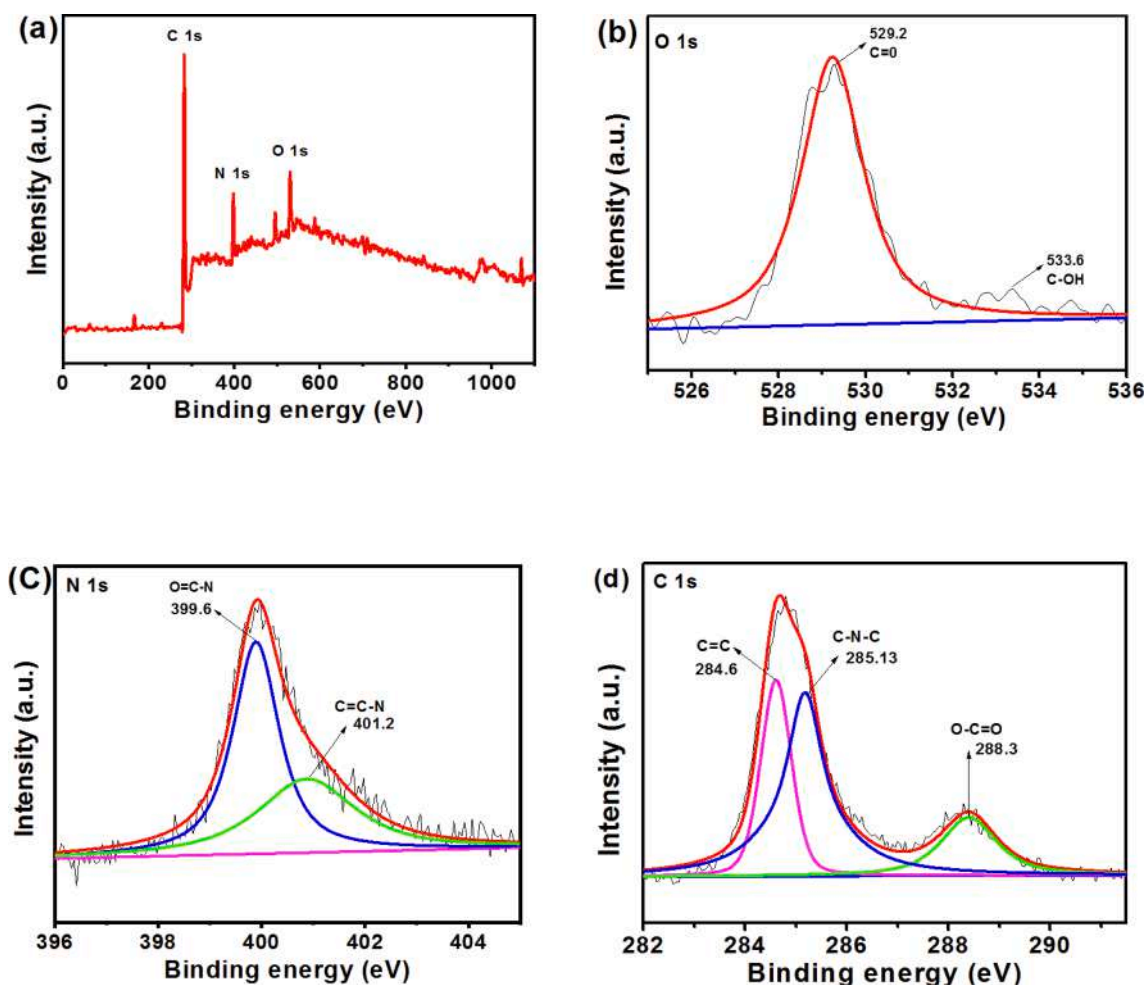 (a)
C 1s
N 1s
O 1s
Intensity (a.u.)
0 200 400 600 800 1000
Binding energy (eV)
(b)
O 1s
529.2
C=0
533.6
C-OH
Intensity (a.u.)
526 528 530 532 534 536
Binding energy (eV)
(C)
N 1s
O=C-N
399.6
C=C-N
401.2
Intensity (a.u.)
396 398 400 402 404
Binding energy (eV)
(d)
C 1s
C=C
284.6
C-N-C
285.13
O-C=O
288.3
Intensity (a.u.)
282 284 286 288 290
Binding energy (eV)